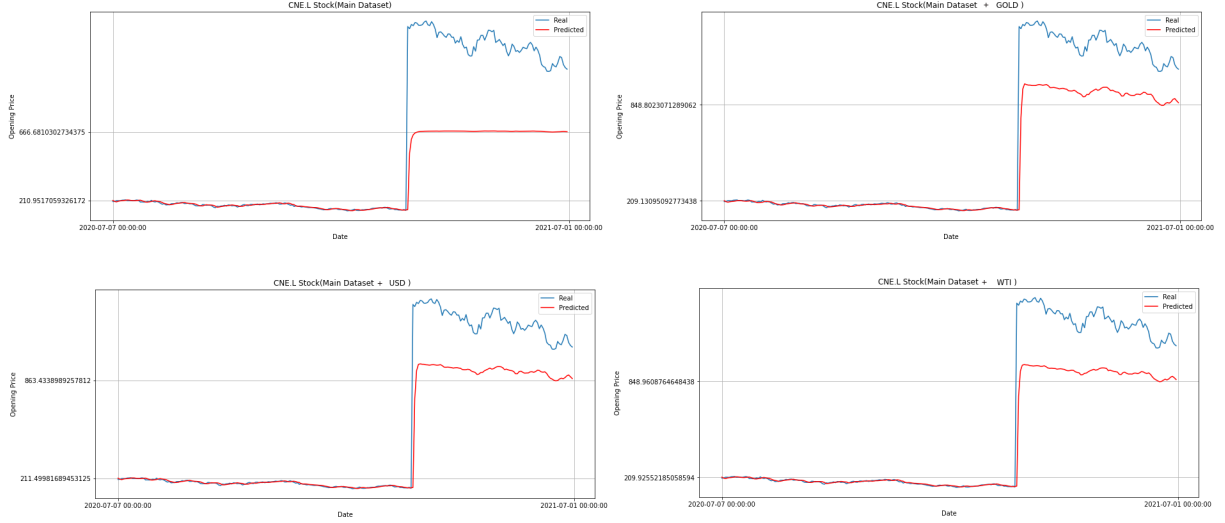 CNE.L Stock(Main Dataset)
Real
Predicted
Opening Price
666.6810302734375
210.9517059326172
2020-07-07 00:00:00
2021-07-01 00:00:00
Date
CNE.L Stock(Main Dataset + GOLD )
Real
Predicted
Opening Price
848.8023071289062
209.13095092773438
2020-07-07 00:00:00
2021-07-01 00:00:00
Date
CNE.L Stock(Main Dataset + USD )
Real
Predicted
Opening Price
863.4338989257812
211.49981689453125
2020-07-07 00:00:00
2021-07-01 00:00:00
Date
CNE.L Stock(Main Dataset + WTI )
Real
Predicted
Opening Price
848.9608764648438
209.92552185058594
2020-07-07 00:00:00
2021-07-01 00:00:00
Date